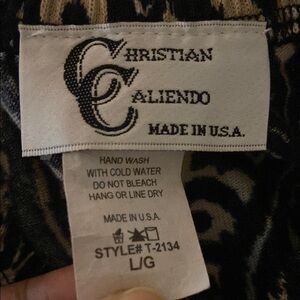 CHRISTIAN
CALIENDO
MADE IN U.S.A.
HAND WASH
WITH COLD WATER
DO NOT BLEACH
HANG OR LINE DRY
MADE IN U.S.A.
STYLE# T-2134
L/G